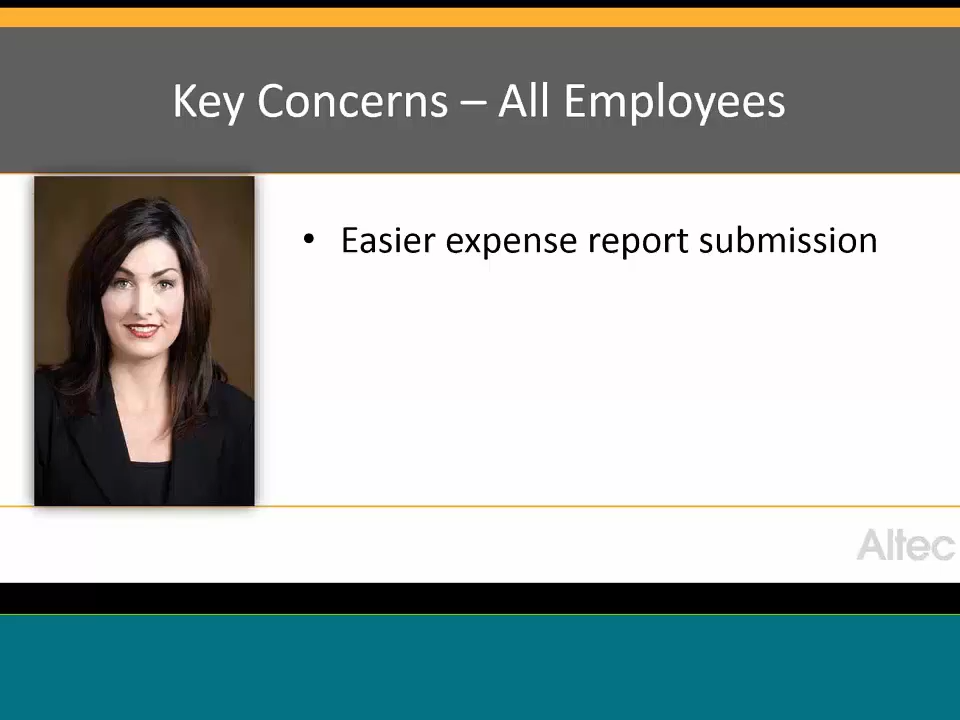 Key Concerns – All Employees
• Easier expense report submission
Altec